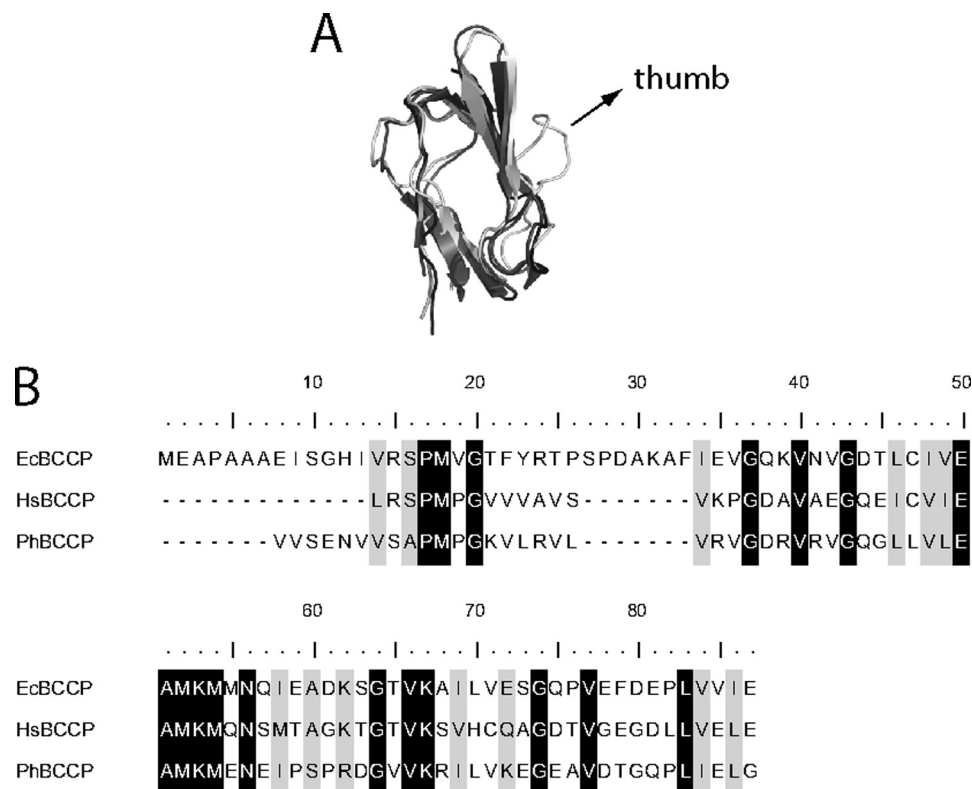 A
thumb
B
10 20 30 40 50
. . . . | . . . . | . . . . | . . . . | . . . . | . . . . | . . . . | . . . . | . . . . | . . . . |
EcBCCP MEAPAAAEISGHIVRSPMVGTFYRTPSPDAKAFIEVGQKVNVGDTLCIVE
HsBCCP -------------LRSPMPGVVVAVS-------VKPGDAVAEGQEICVIE
PhBCCP -------VVSENVVSAPMPGKVLRVL-------VRVGDRVRVGQGLLVLE
60 70 80
. . . . | . . . . | . . . . | . . . . | . . . . | . . . . | . . . . | . .
EcBCCP AMKMMNQIEADKSGTVKAILVESGQPVEFDEPLVVIE
HsBCCP AMKMQNSMTAGKTGTVKSVHCQAGDTVGEGDLLVELE
PhBCCP AMKMENEIPSPRDGVVKRILVKEGEAVDTGQPLIELG